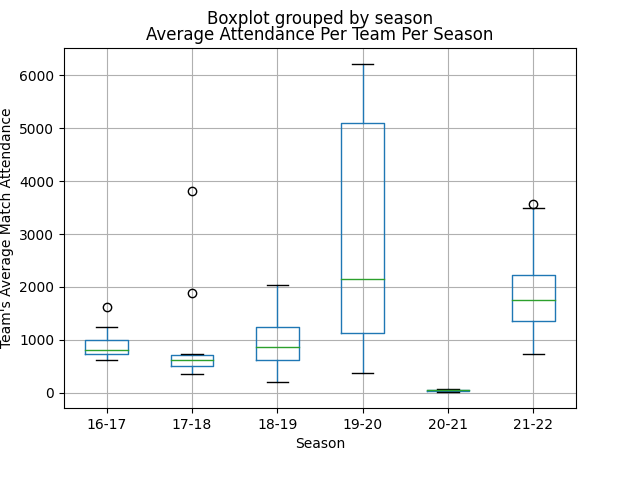 Boxplot grouped by season
Average Attendance Per Team Per Season
Team's Average Match Attendance
6000
5000
4000
3000
2000
1000
0
16-17 17-18 18-19 19-20 20-21 21-22
Season